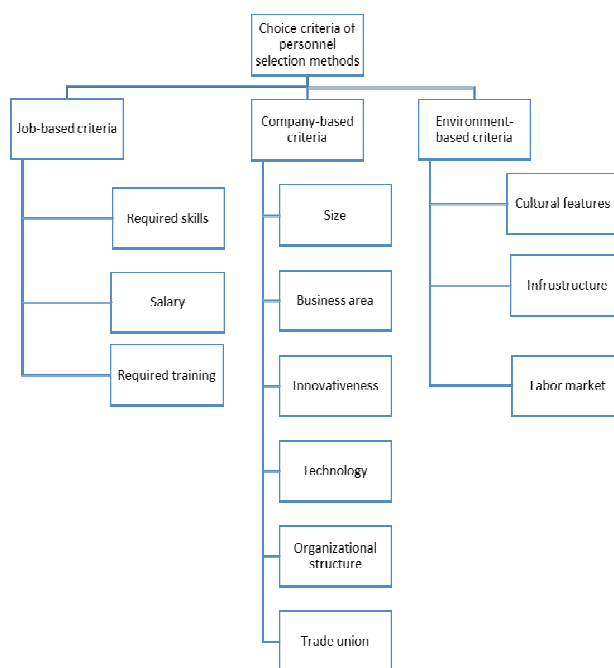 Choice criteria of
personnel
selection methods
Job-based criteria
Required skills
Salary
Required training
Company-based
criteria
Size
Business area
Innovativeness
Technology
Organizational
structure
Trade union
Environment-
based criteria
Cultural features
Infrustructure
Labor market